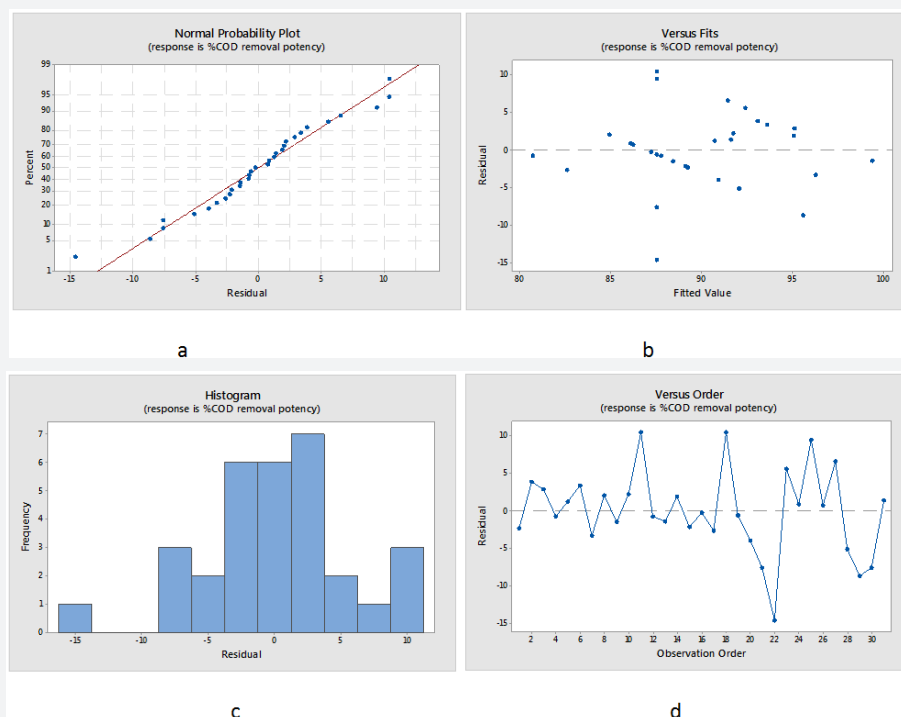 Normal Probability Plot
(response is %COD removal potency)
99
95
90
80
70
60
50
40
30
20
10
5
1
Percent
-15 -10 -5 0 5 10
Residual
a
Versus Fits
(response is %COD removal potency)
10
5
0
-5
-10
-15
Residual
80 85 90 95 100
Fitted Value
b
Histogram
(response is %COD removal potency)
7
6
5
4
3
2
1
0
Frequency
-15 -10 -5 0 5 10
Residual
c
Versus Order
(response is %COD removal potency)
10
5
0
-5
-10
-15
Residual
2 4 6 8 10 12 14 16 18 20 22 24 26 28 30
Observation Order
d